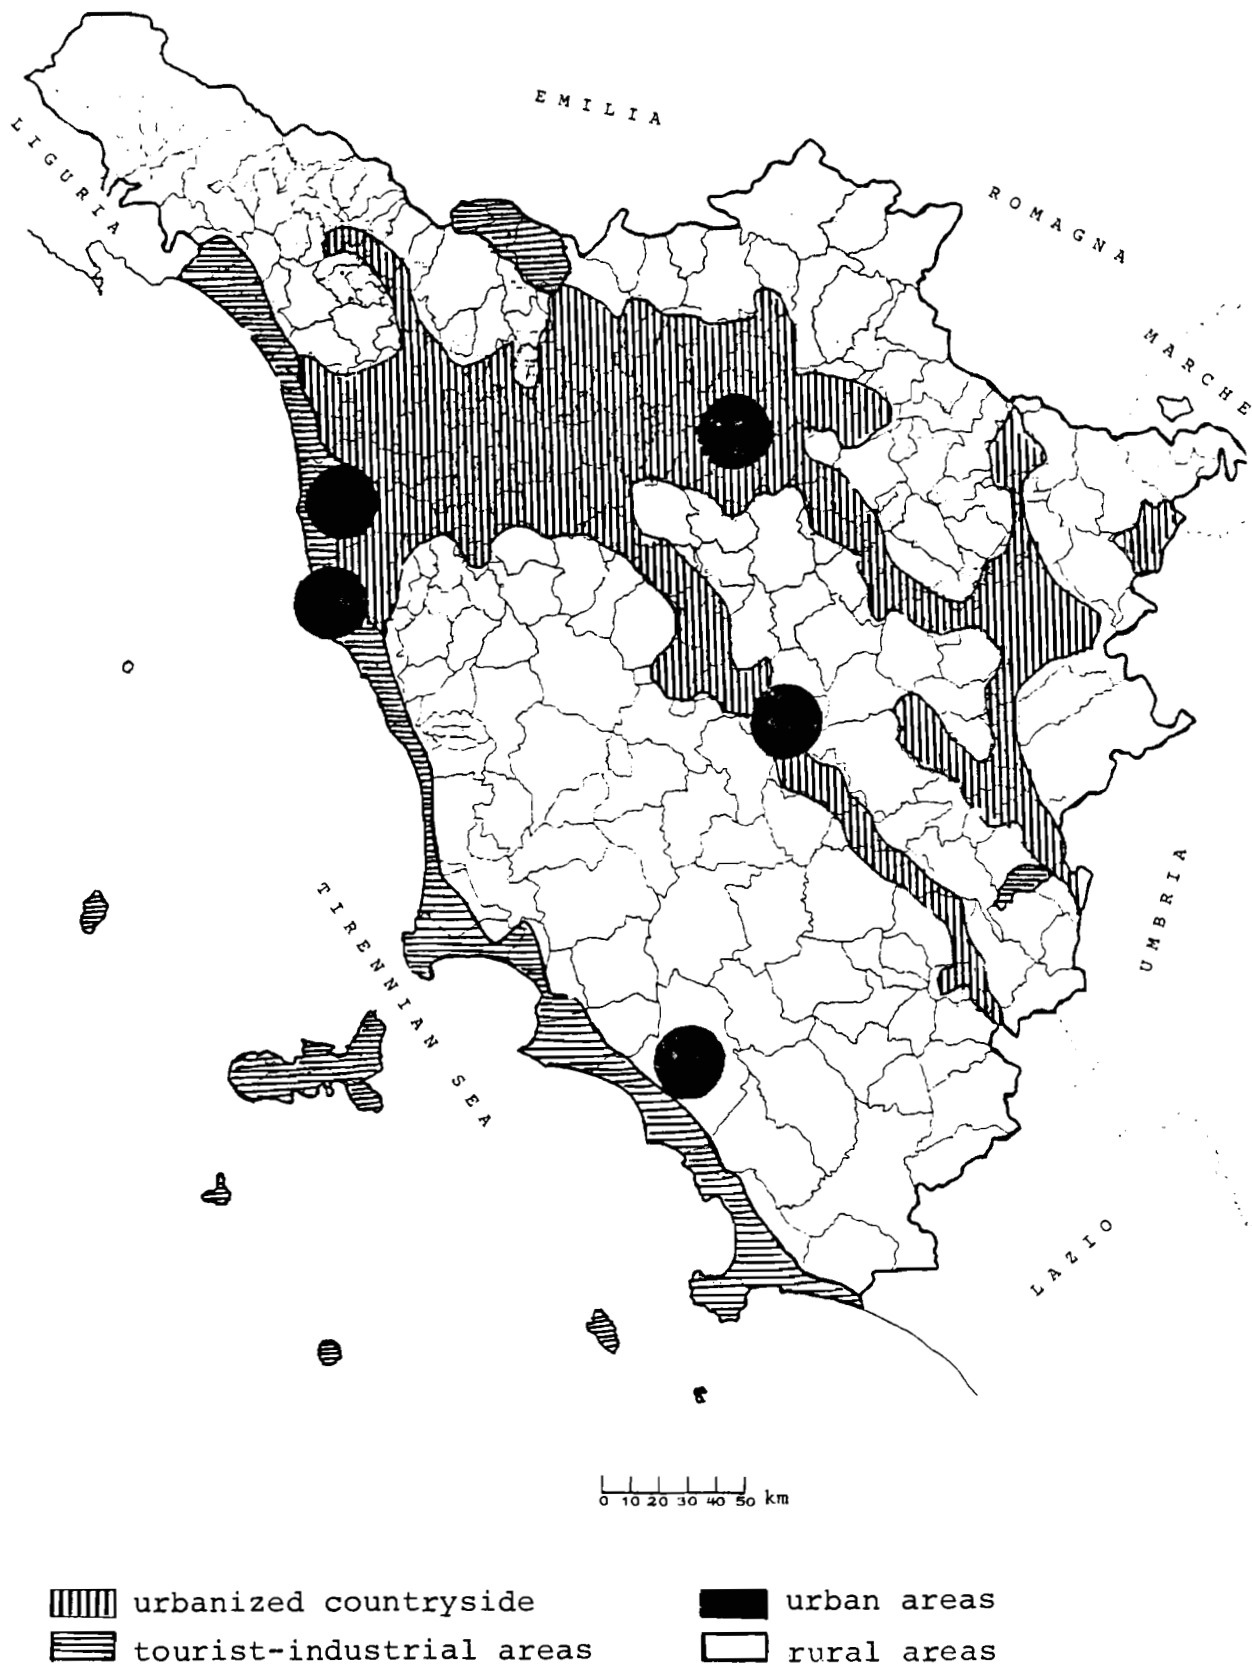 EMILIA
LIGURIA
ROMAGNA
MARCHE
UMBRIA
TIRENNIAN SEA
LAZIO
0 10 20 30 40 50 km
urbanized countryside
urban areas
tourist-industrial areas
rural areas